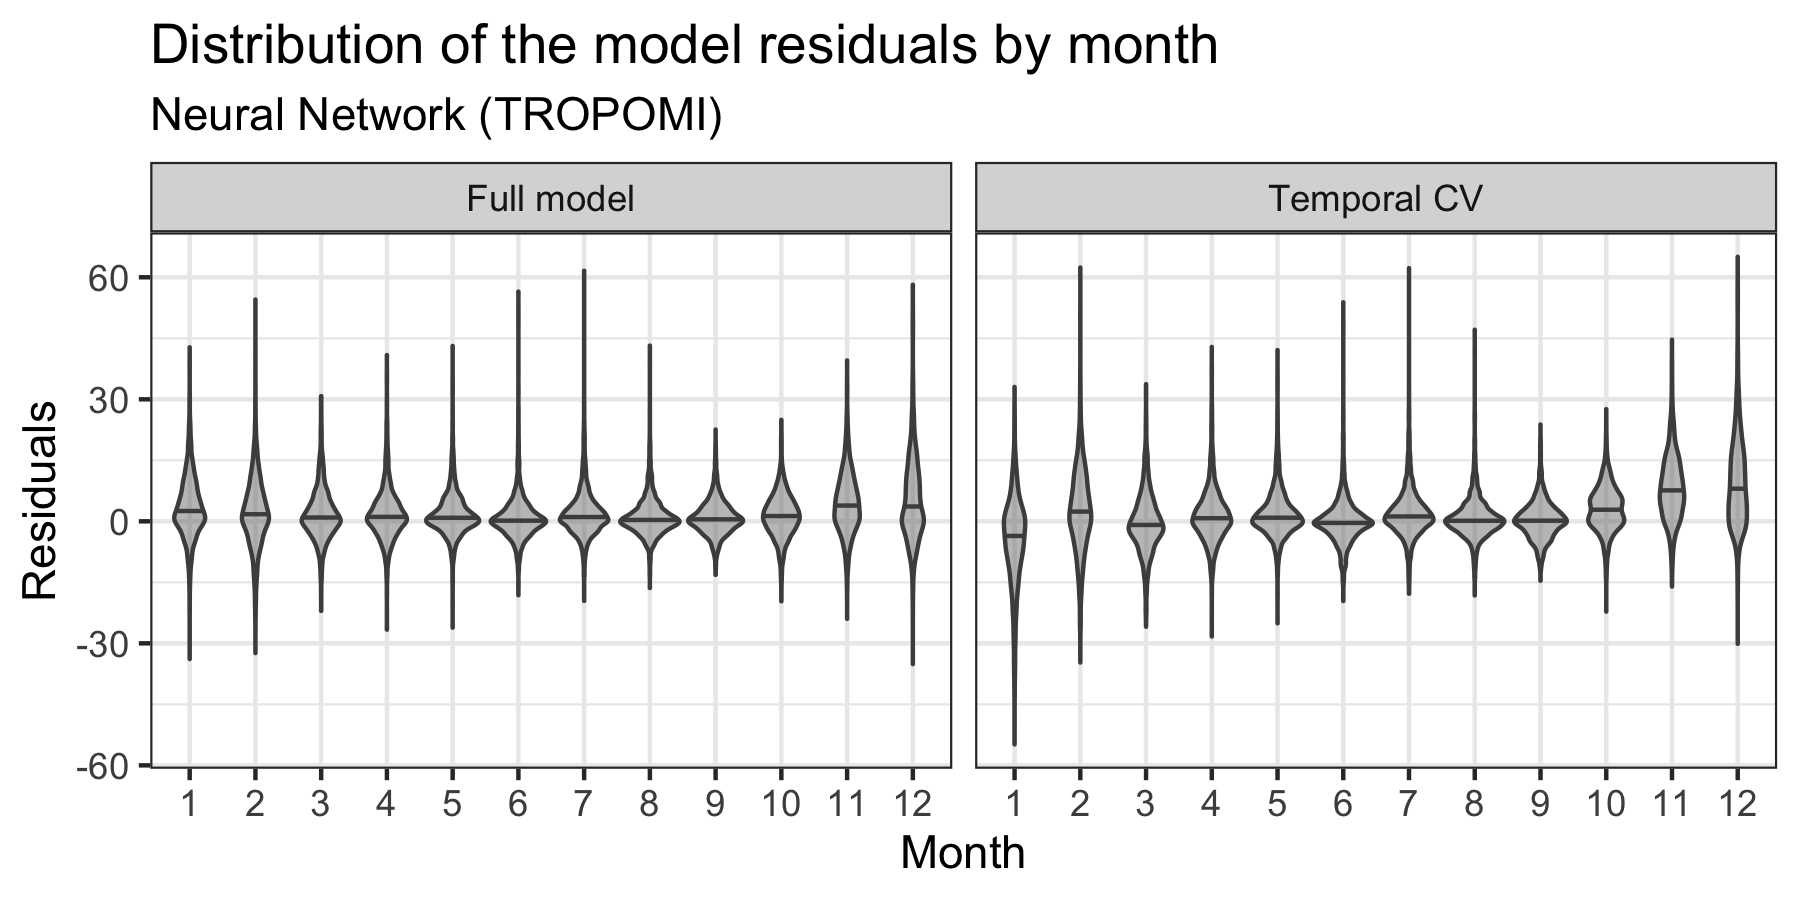 Distribution of the model residuals by month
Neural Network (TROPOMI)
Full model
Temporal CV
Residuals
60
30
0
-30
-60
1 2 3 4 5 6 7 8 9 10 11 12
1 2 3 4 5 6 7 8 9 10 11 12
Month